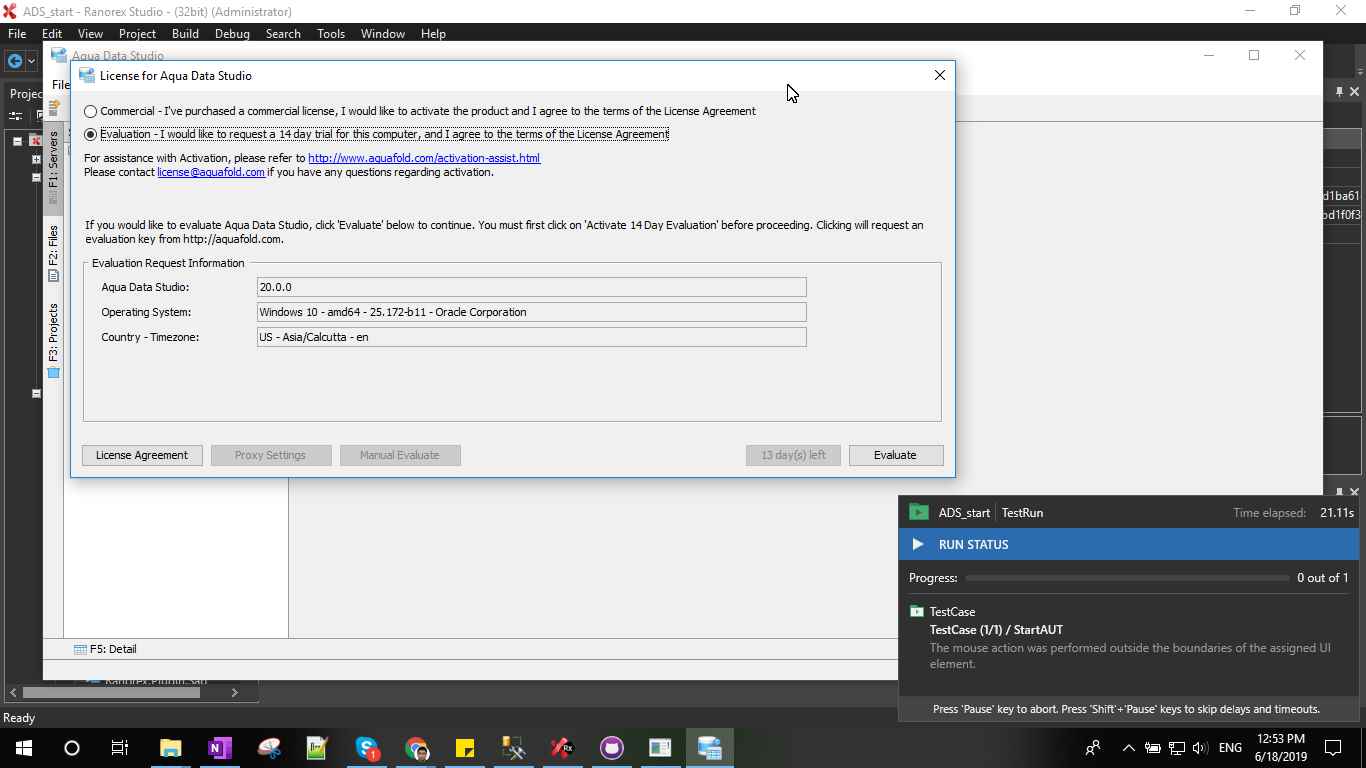 ADS_start - Ranorex Studio - (32bit) (Administrator)
File Edit View Project Build Debug Search Tools Window Help
Aqua Data Studio
License for Aqua Data Studio
File
Projec
Commercial - I've purchased a commercial license, I would like to activate the product and I agree to the terms of the License Agreement
Evaluation - I would like to request a 14 day trial for this computer, and I agree to the terms of the License Agreement
For assistance with Activation, please refer to http://www.aquafold.com/activation-assist.html
Please contact license@aquafold.com if you have any questions regarding activation.
F1: Servers
F2: Files
F3: Projects
d1ba61
bd1f0f3
If you would like to evaluate Aqua Data Studio, click 'Evaluate' below to continue. You must first click on 'Activate 14 Day Evaluation' before proceeding. Clicking will request an
evaluation key from http://aquafold.com.
Evaluation Request Information
Aqua Data Studio: 20.0.0
Operating System: Windows 10 - amd64 - 25.172-b11 - Oracle Corporation
Country - Timezone: US - Asia/Calcutta - en
License Agreement Proxy Settings Manual Evaluate 13 day(s) left Evaluate
ADS_start TestRun Time elapsed: 21.11s
RUN STATUS
Progress: 0 out of 1
TestCase
TestCase (1/1) / StartAUT
The mouse action was performed outside the boundaries of the assigned UI
element.
Press 'Pause' key to abort. Press 'Shift'+'Pause' keys to skip delays and timeouts.
F5: Detail
Ranorex.Plugin.Sap
Ready
ENG
12:53 PM
6/18/2019